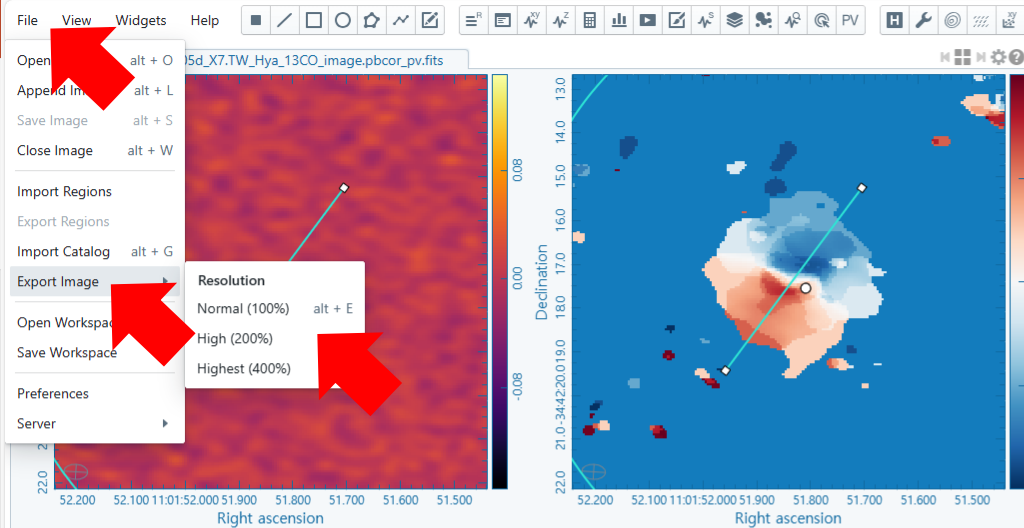 File View Widgets Help
PV
05d_X7.TW_Hya_13CO_image.pbcor_pv.fits
Open alt + O
Append alt + L
Save Image alt + S
Close Image alt + W
Import Regions
Export Regions
Import Catalog alt + G
Export Image
Open
Save Workspace
Preferences
Server
Resolution
Normal (100%) alt + E
High (200%)
Highest (400%)
0.08
0.00
-0.08
22.0
52.200 52.100 11:01:52.000 51.900 51.800 51.700 51.600 51.500
Right ascension
Declination
13.0
14.0
15.0
16.0
17.0
18.0
-34:42:20.0 19.0
21.0
22.0
52.200 52.100 11:01:52.000 51.900 51.800 51.700 51.600 51.500
Right ascension